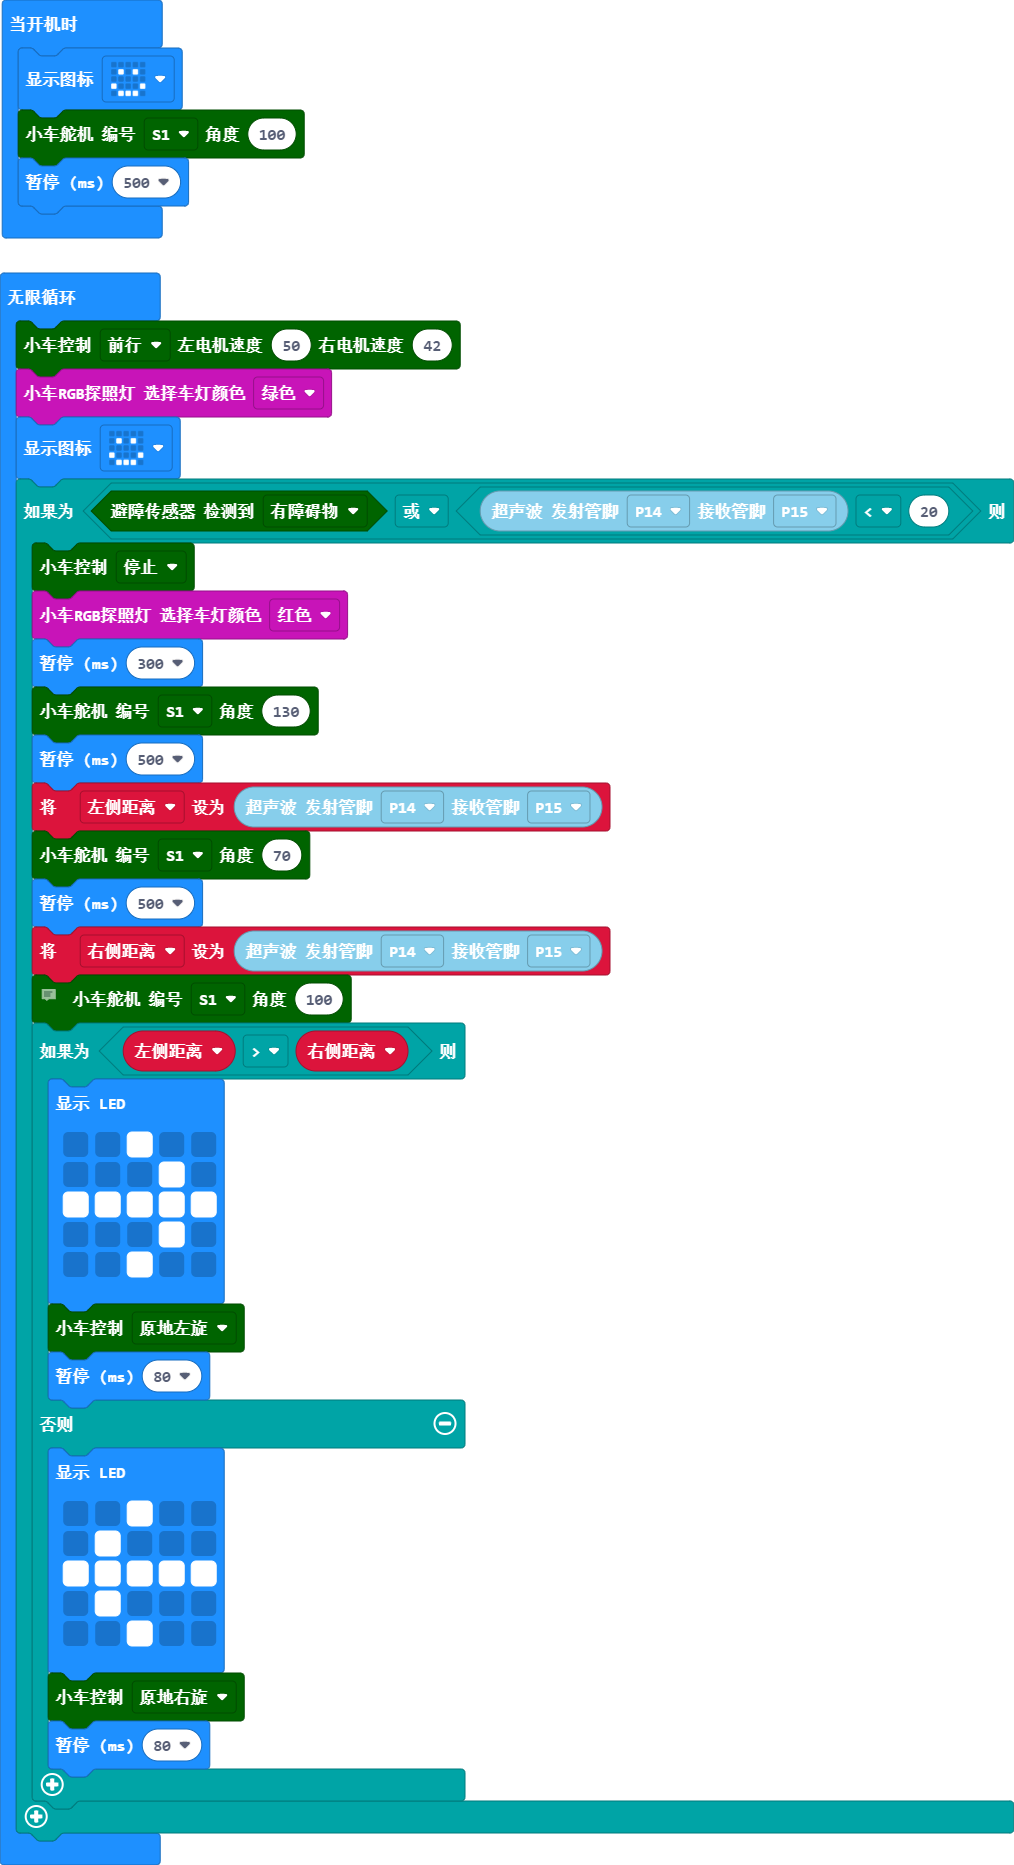 当开机时
显示图标
小车舵机 编号 S1 角度 100
暂停 (ms) 500
无限循环
小车控制 前行 左电机速度 50 右电机速度 42
小车RGB探照灯 选择车灯颜色 绿色
显示图标
如果为 避障传感器 检测到 有障碍物 或 超声波 发射管脚 P14 接收管脚 P15 < 20 则
小车控制 停止
小车RGB探照灯 选择车灯颜色 红色
暂停 (ms) 300
小车舵机 编号 S1 角度 130
暂停 (ms) 500
将 左侧距离 设为 超声波 发射管脚 P14 接收管脚 P15
小车舵机 编号 S1 角度 70
暂停 (ms) 500
将 右侧距离 设为 超声波 发射管脚 P14 接收管脚 P15
小车舵机 编号 S1 角度 100
如果为 左侧距离 > 右侧距离 则
显示 LED
小车控制 原地左旋
暂停 (ms) 80
否则
显示 LED
小车控制 原地右旋
暂停 (ms) 80